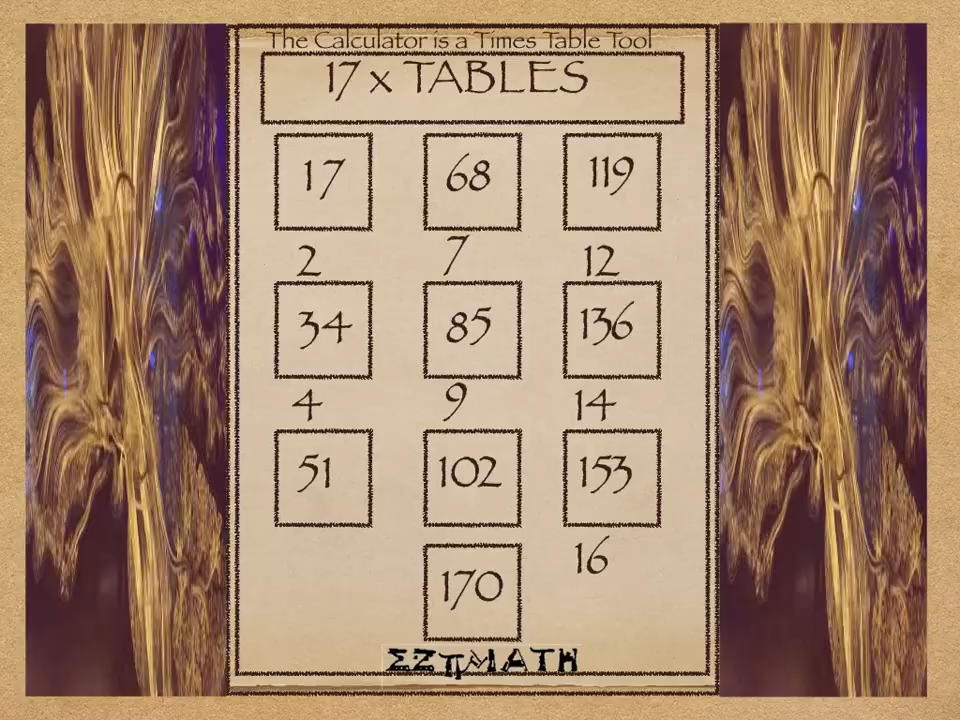 The Calculator is a Times Table Tool
17 x TABLES
17 68 119
2 7 12
34 85 136
4 9 14
51 102 153
16
170
ΣΖπΜΑΤΗ